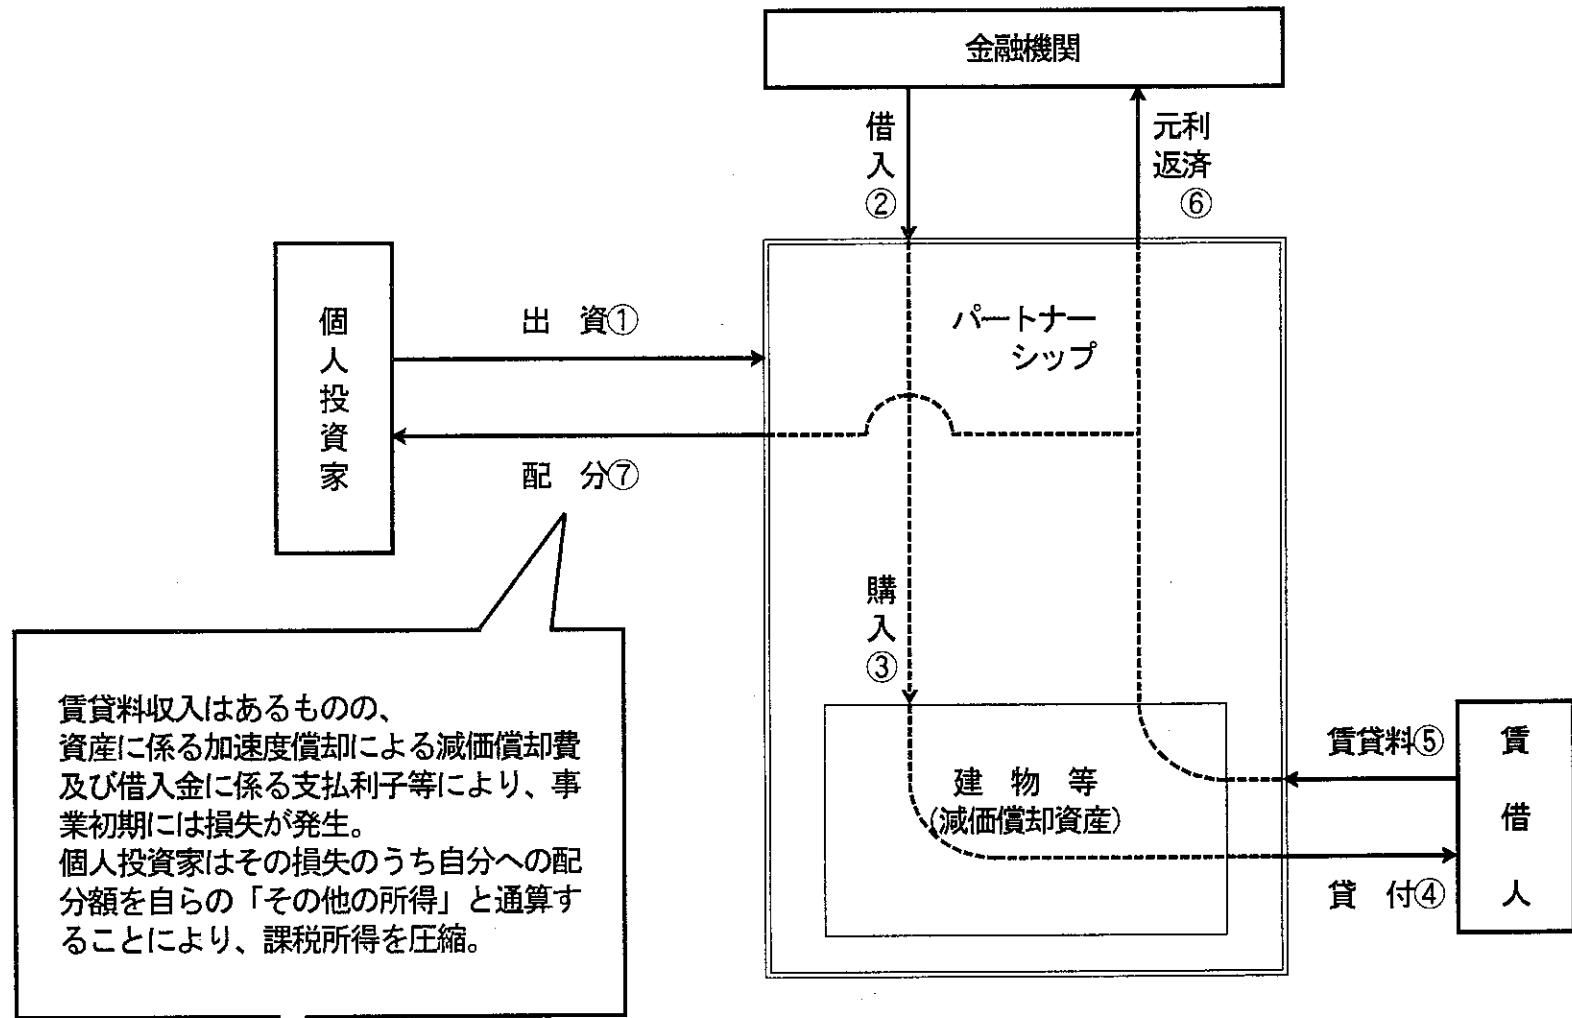 金融機関
借入②
元利
返済
⑥
個人投資家
出　資①
パートナー
シップ
配　分⑦
購入③
賃貸料収入はあるものの、
資産に係る加速度償却による減価償却費
及び借入金に係る支払利子等により、事
業初期には損失が発生。
個人投資家はその損失のうち自分への配
分額を自らの「その他の所得」と通算す
ることにより、課税所得を圧縮。
建　物　等
(減価償却資産)
賃貸料⑤
貸　付④
賃借人